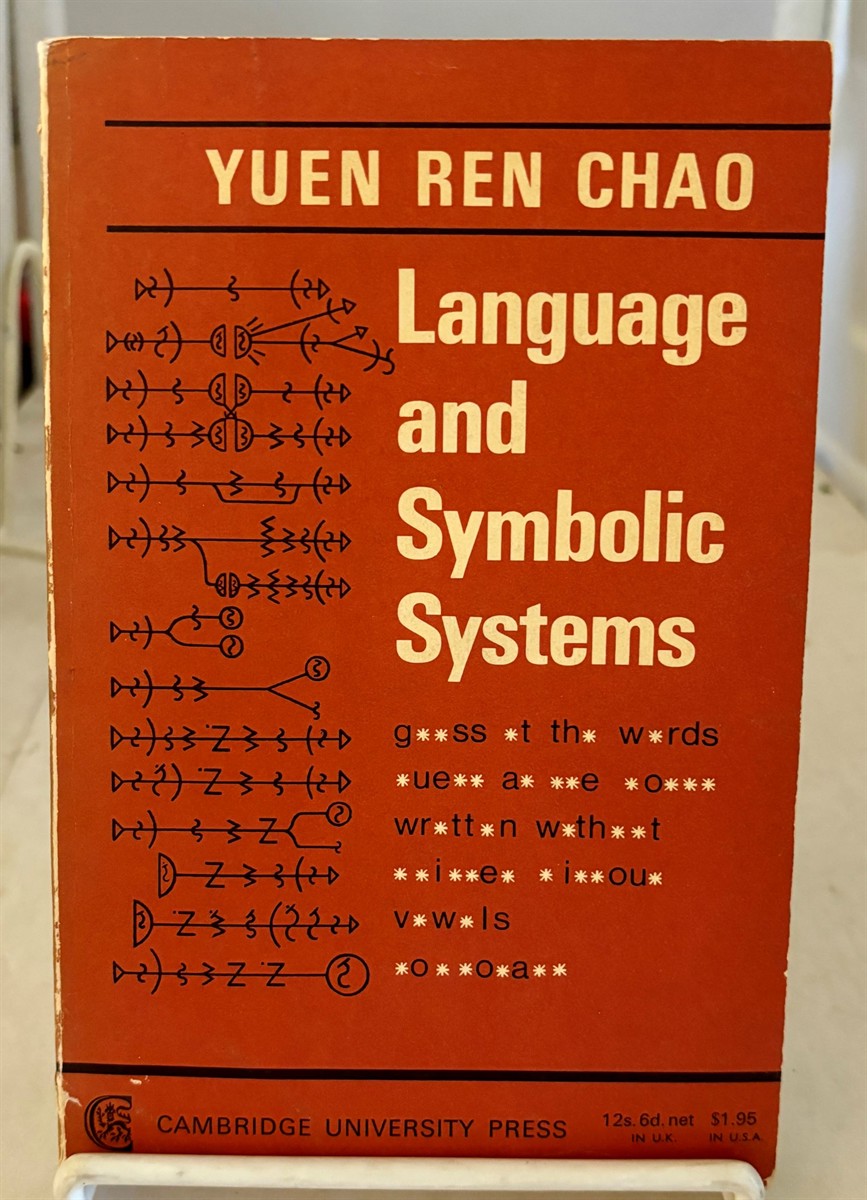 YUEN REN CHAO
Language
and
Symbolic
Systems
g**ss *t th* w*rds
*ue** a* **e *o***
wr*tt*n w*th**t
**i**e* *i**ou*
v*w*ls
*o* *o*a**
CAMBRIDGE UNIVERSITY PRESS
12s. 6d. net $1.95
IN U.K. IN U.S.A.